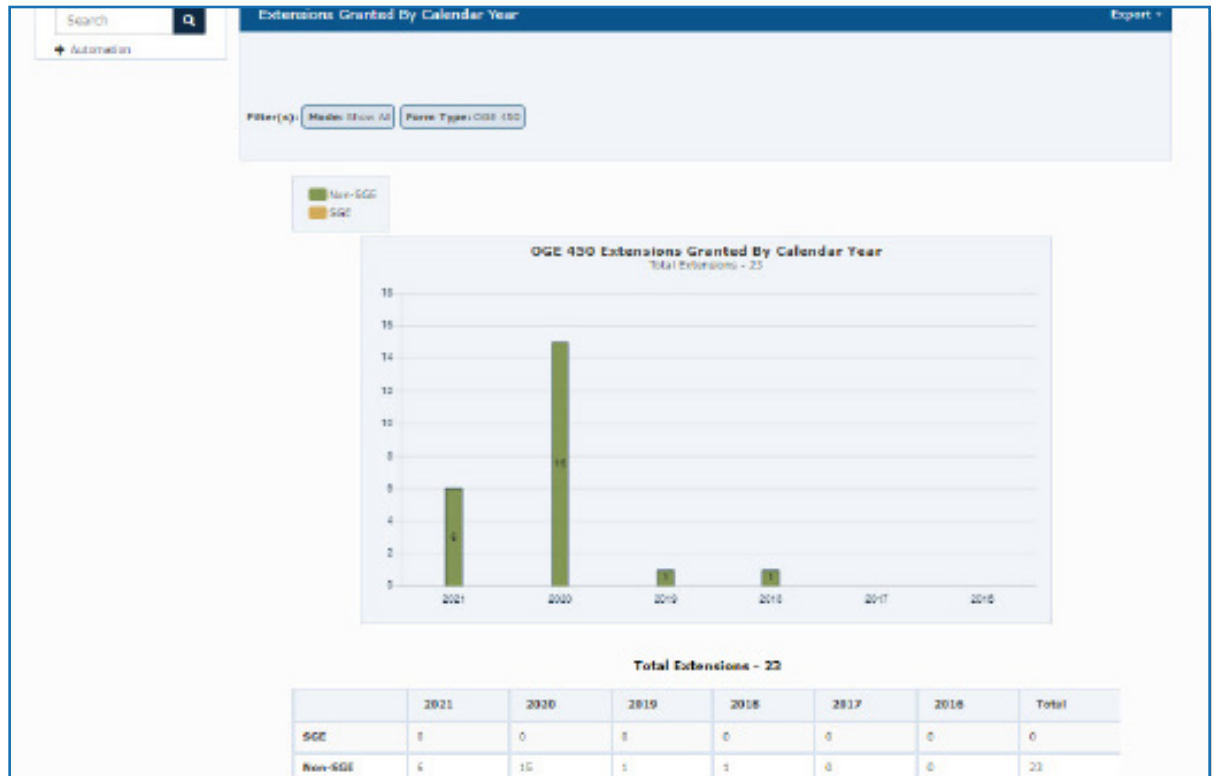 Search
Automation
Extensions Granted By Calendar Year
Export
Filter(s): Mode: Show All Form Type: OGE 450
Non-SGE
SGE
OGE 450 Extensions Granted By Calendar Year
Total Extensions - 23
18
16
14
12
10
8
6
4
2
0
6
15
1
1
2021 2020 2019 2018 2017 2016
Total Extensions - 23
2021 2020 2019 2018 2017 2016 Total
SGE 0 0 0 0 0 0 0
Non-SGE 6 15 1 1 0 0 23